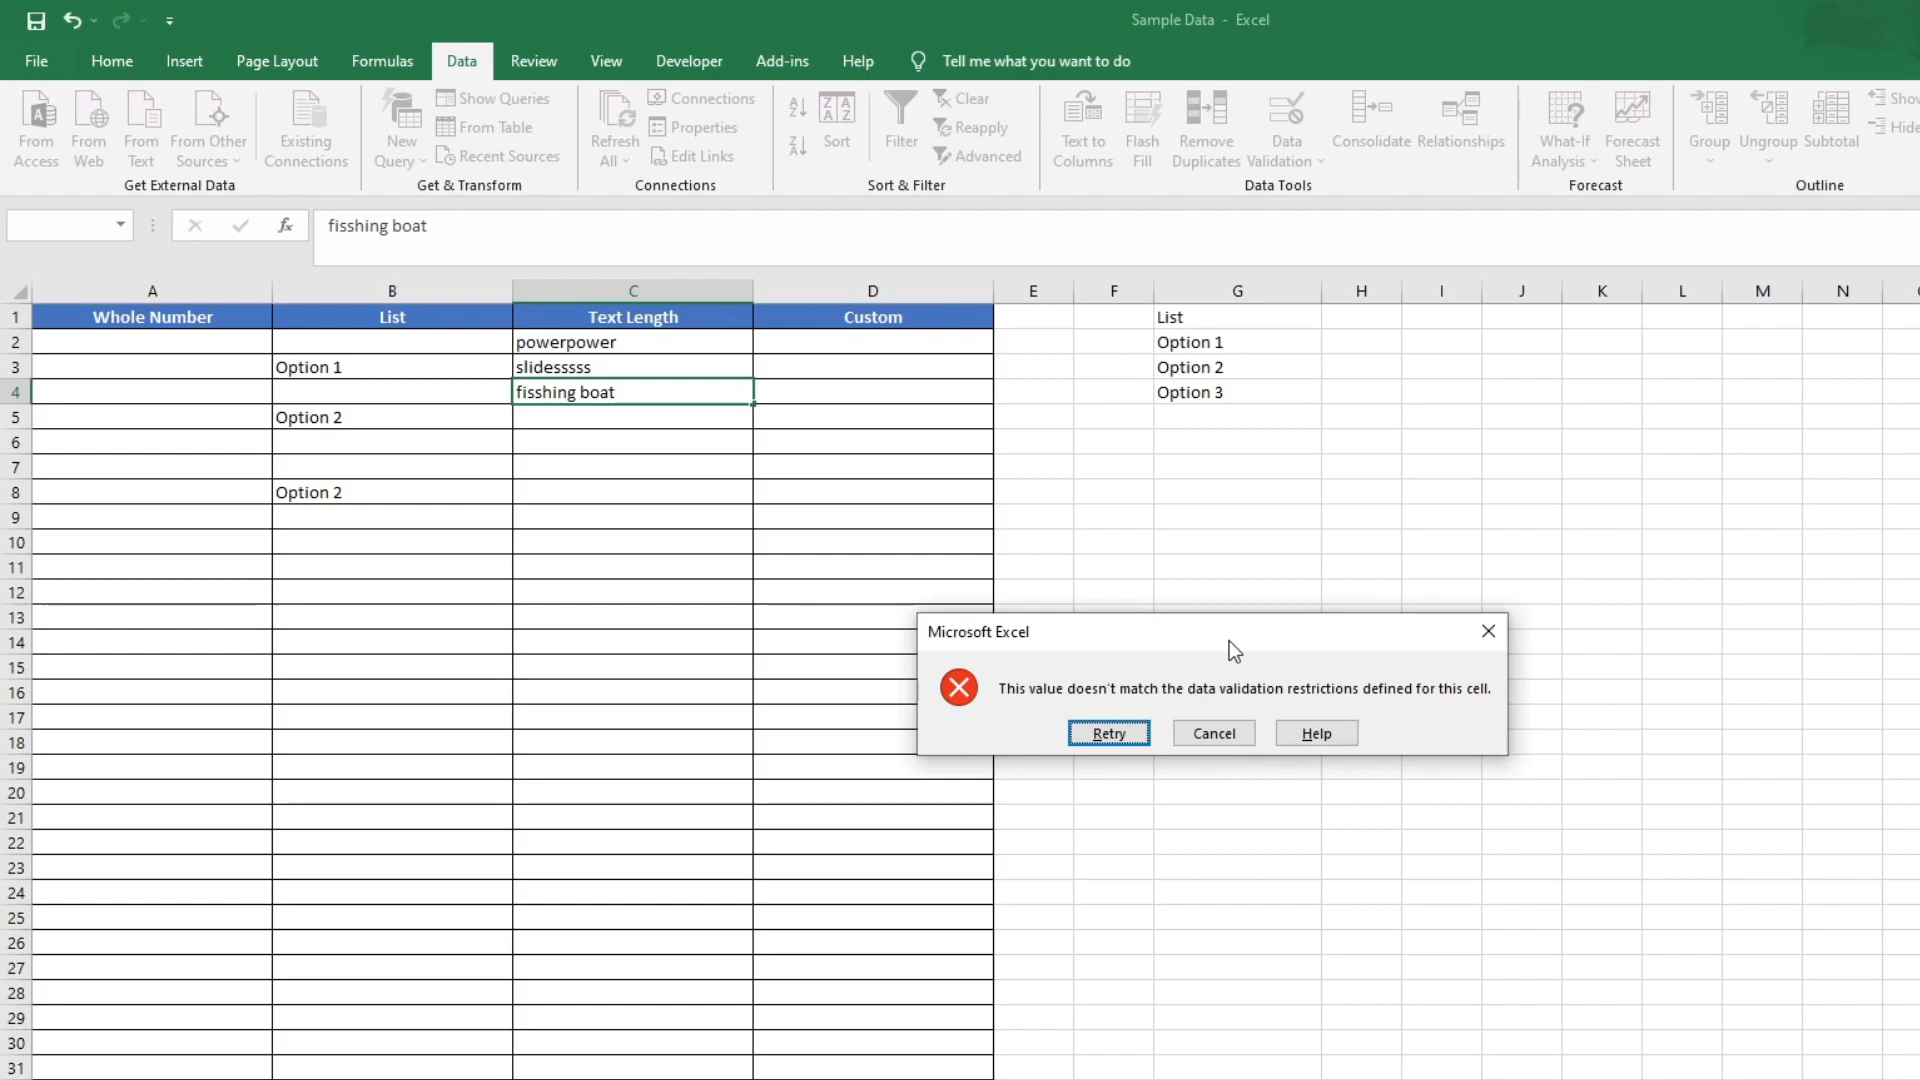 Sample Data - Excel
File Home Insert Page Layout Formulas Data Review View Developer Add-ins Help Tell me what you want to do
From Access
From Web
From Text
From Other Sources
Existing Connections
Get External Data
New Query
Show Queries
From Table
Recent Sources
Get & Transform
Refresh All
Connections
Properties
Edit Links
Connections
Sort
Filter
Clear
Reapply
Advanced
Sort & Filter
Text to Columns
Flash Fill
Remove Duplicates
Data Validation
Consolidate
Relationships
Data Tools
What-If Analysis
Forecast Sheet
Forecast
Group
Ungroup
Subtotal
Show
Hide
Outline
fx fisshing boat
A B C D E F G H I J K L M N
1 Whole Number List Text Length Custom List
2 powerpower Option 1
3 Option 1 slidesssss Option 2
4 fisshing boat Option 3
5 Option 2
6
7
8 Option 2
9
10
11
12
13
14
15
16
17
18
19
20
21
22
23
24
25
26
27
28
29
30
31
Microsoft Excel
This value doesn't match the data validation restrictions defined for this cell.
Retry Cancel Help